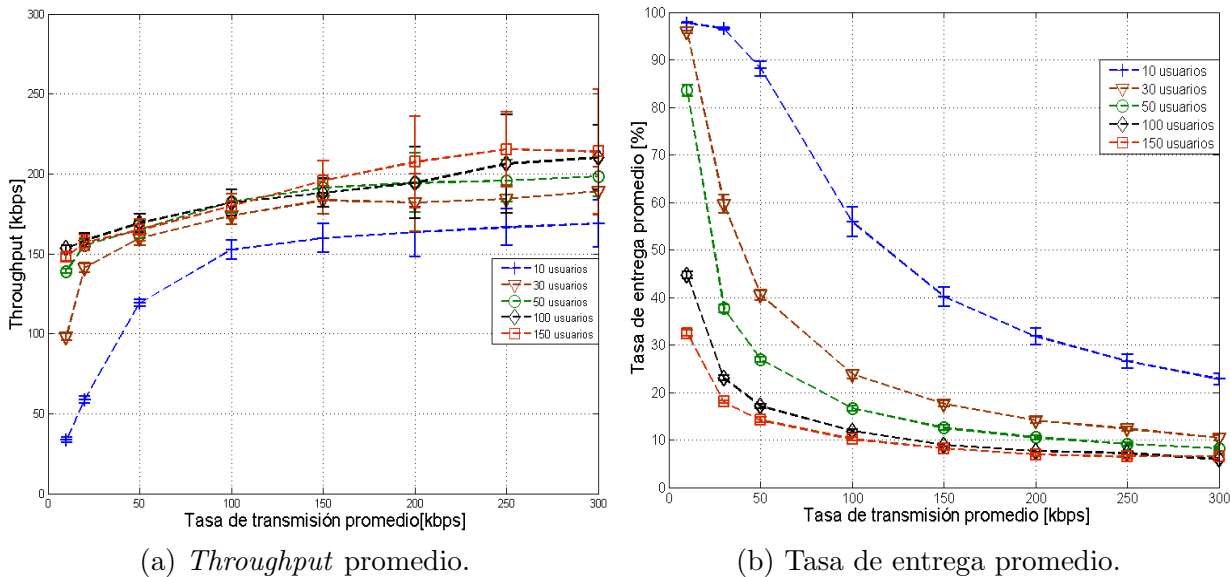 300
250
200
150
100
50
0
0
50
100
150
200
250
300
Throughput [kbps]
Tasa de transmisión promedio[kbps]
10 usuarios
30 usuarios
50 usuarios
100 usuarios
150 usuarios
(a) Throughput promedio.
100
90
80
70
60
50
40
30
20
10
0
0
50
100
150
200
250
300
Tasa de entrega promedio [%]
Tasa de transmisión promedio [kbps]
10 usuarios
30 usuarios
50 usuarios
100 usuarios
150 usuarios
(b) Tasa de entrega promedio.